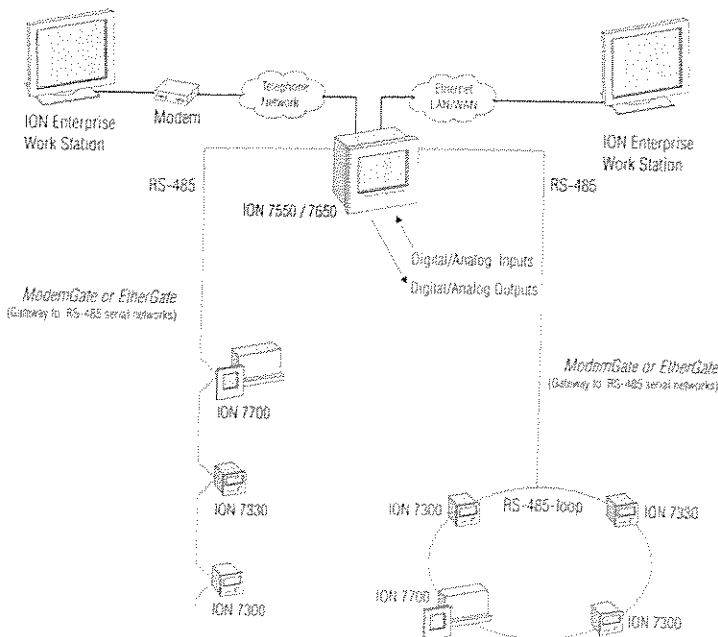 Telephone
Network
Ethernet
LAN/WAN
ION Enterprise
Work Station
Modem
ION Enterprise
Work Station
RS-485
ION 7550 / 7650
RS-485
Digital/Analog Inputs
Digital/Analog Outputs
ModemGate or EtherGate
(Gateway to RS-485 serial networks)
ModemGate or EtherGate
(Gateway to RS-485 serial networks)
ION 7700
ION 7330
ION 7300
RS-485-loop
ION 7330
ION 7300
ION 7700
ION 7300